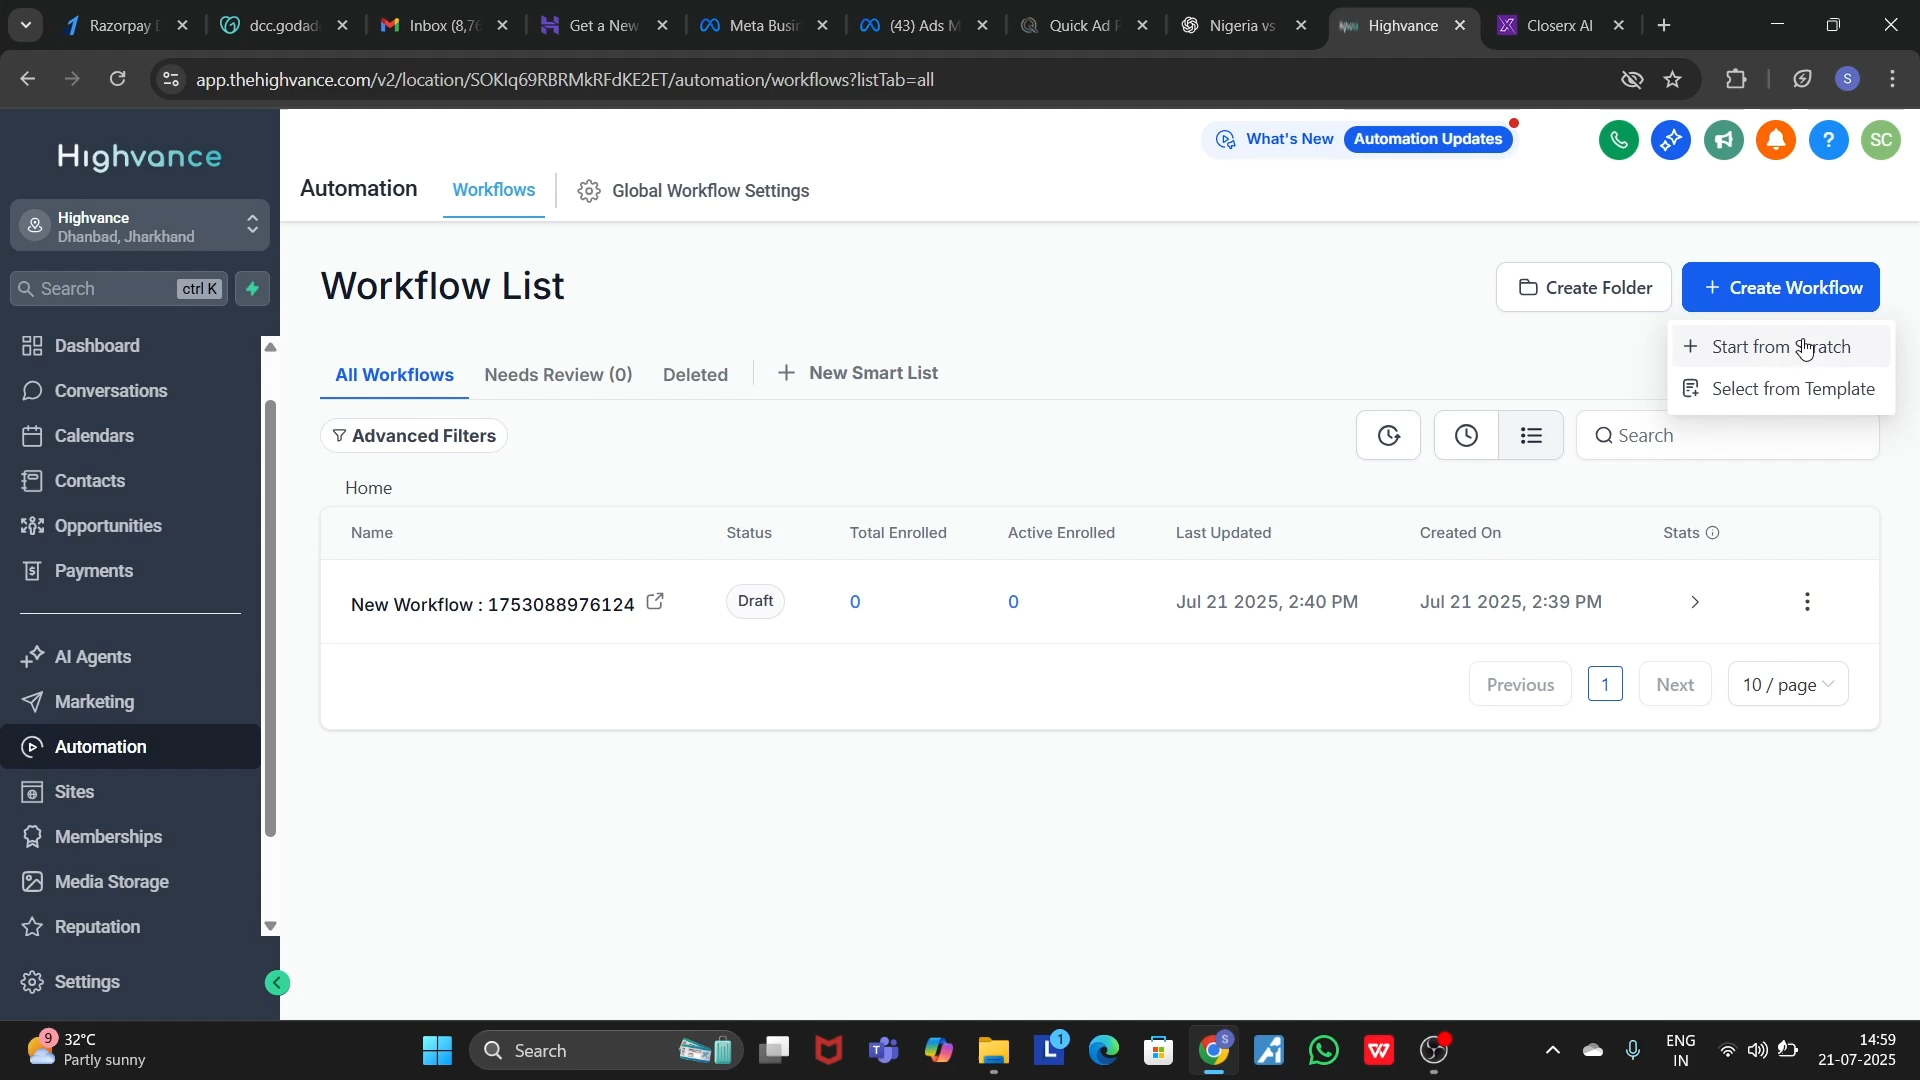 Razorpay
dcc.godad
Inbox (8,76
Get a New
Meta Busi
(43) Ads M
Quick Ad
Nigeria vs
Highvance
Closerx AI
app.thehighvance.com/v2/location/SOKIq69RBRMkRFdKE2ET/automation/workflows?listTab=all
S
Highvance
What's New
Automation Updates
?
SC
Automation
Workflows
Global Workflow Settings
Highvance
Dhanbad, Jharkhand
Search
ctrl K
Workflow List
Create Folder
+ Create Workflow
+ Start from
Select from Template
Dashboard
Conversations
Calendars
Contacts
Opportunities
Payments
AI Agents
Marketing
Automation
Sites
Memberships
Media Storage
Reputation
Settings
All Workflows
Needs Review (0)
Deleted
+ New Smart List
Advanced Filters
Search
Home
Name
Status
Total Enrolled
Active Enrolled
Last Updated
Created On
Stats
New Workflow : 1753088976124
Draft
0
0
Jul 21 2025, 2:40 PM
Jul 21 2025, 2:39 PM
Previous
1
Next
10 / page
9
32°C
Partly sunny
Search
L
1
S
W
ENG
IN
14:59
21-07-2025